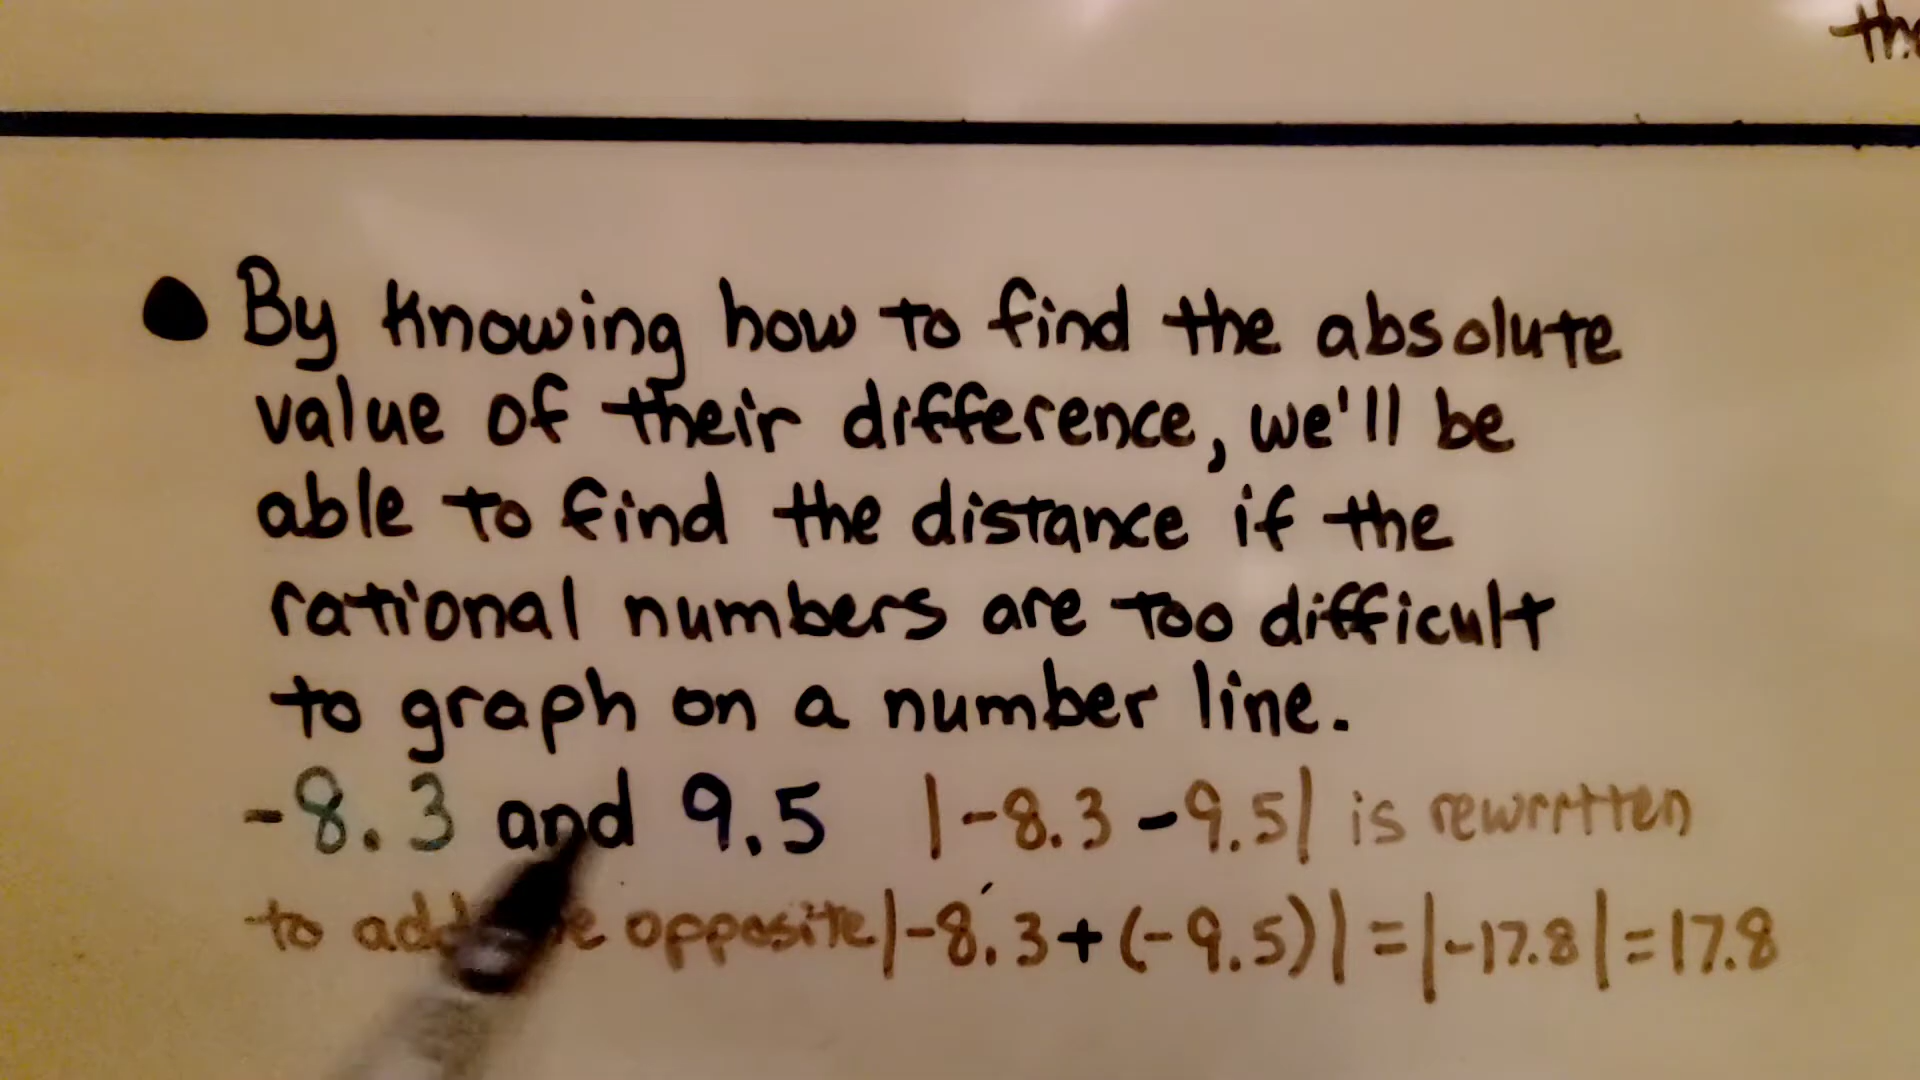 th
● By knowing how to find the absolute
value of their difference, we'll be
able to find the distance if the
rational numbers are too difficult
to graph on a number line.
-8.3 and 9.5 |-8.3 -9.5| is rewritten
to opposite |-8.3+(-9.5)| = |-17.8| = 17.8